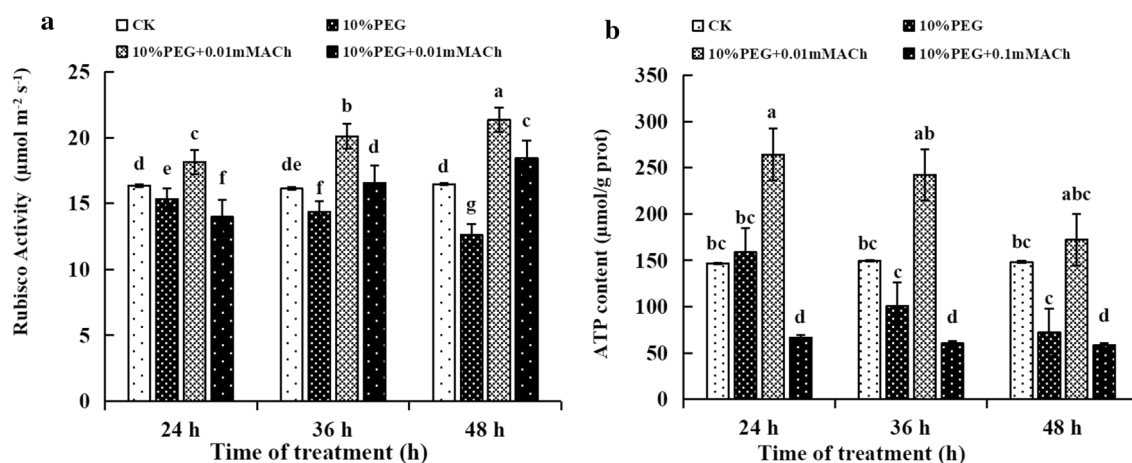 a
CK
10%PEG
10%PEG+0.01mMACh
10%PEG+0.01mMACh
Rubisco Activity (μmol m-2 s-1)
25
20
15
10
5
0
d
e
c
f
de
f
b
d
d
g
a
c
24 h
36 h
48 h
Time of treatment (h)
b
CK
10%PEG
10%PEG+0.01mMACh
10%PEG+0.1mMACh
ATP content (μmol/g prot)
350
300
250
200
150
100
50
0
bc
bc
a
d
bc
c
ab
d
bc
c
abc
d
24 h
36 h
48 h
Time of treatment (h)